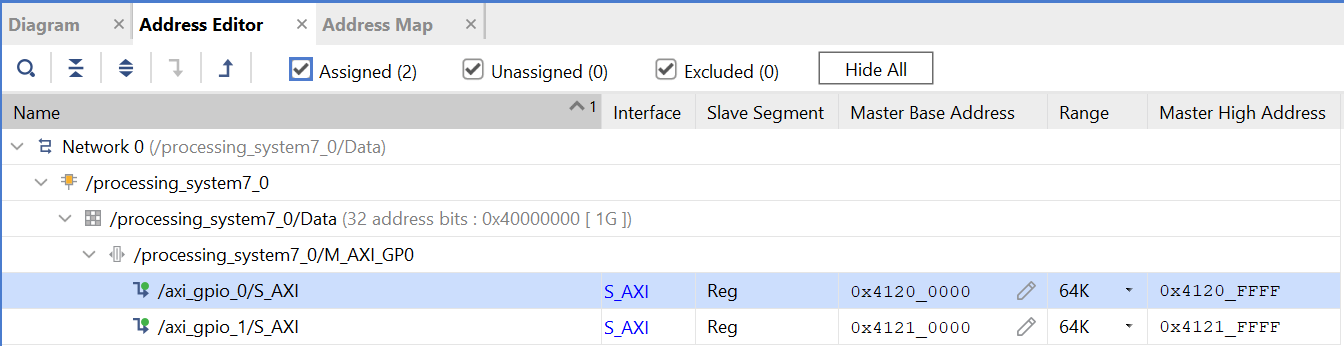 Diagram × Address Editor × Address Map ×
Assigned (2) Unassigned (0) Excluded (0) Hide All
Name 1 Interface Slave Segment Master Base Address Range Master High Address
Network 0 (/processing_system7_0/Data)
/processing_system7_0
/processing_system7_0/Data (32 address bits : 0x40000000 [ 1G ])
/processing_system7_0/M_AXI_GP0
/axi_gpio_0/S_AXI S_AXI Reg 0x4120_0000 64K 0x4120_FFFF
/axi_gpio_1/S_AXI S_AXI Reg 0x4121_0000 64K 0x4121_FFFF